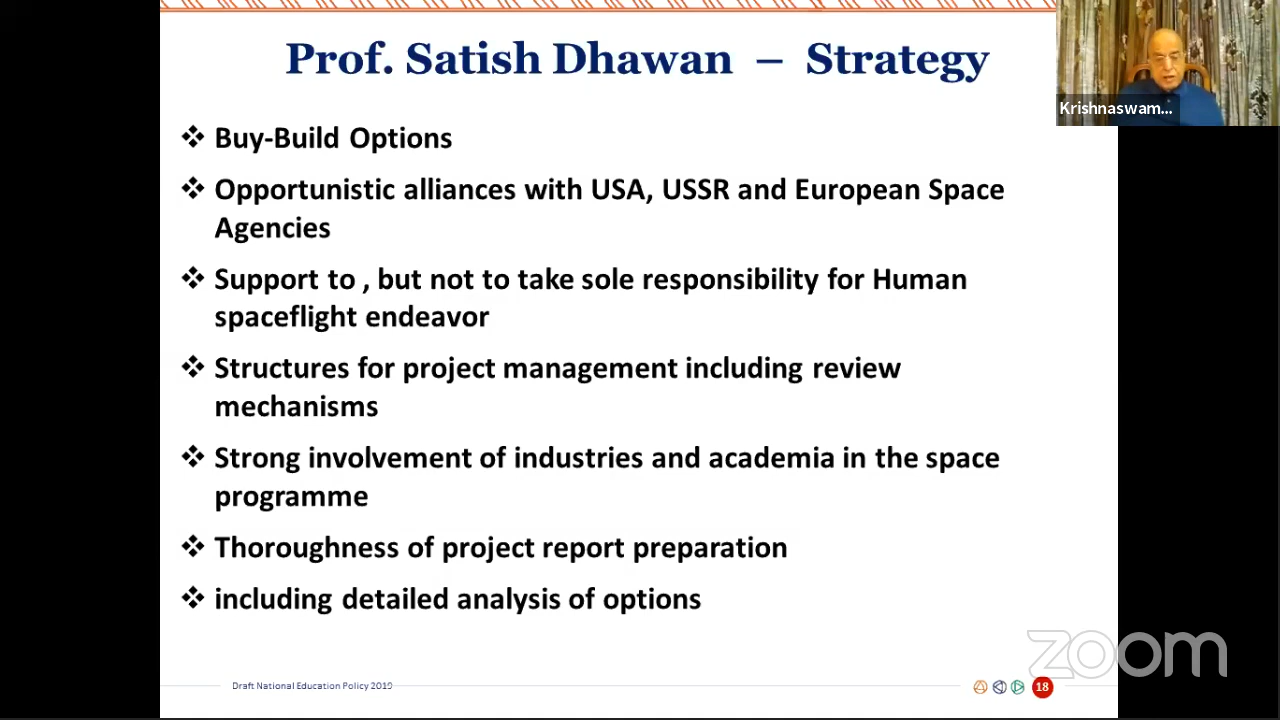 Prof. Satish Dhawan – Strategy
Krishnaswam...
❖ Buy-Build Options
❖ Opportunistic alliances with USA, USSR and European Space
Agencies
❖ Support to , but not to take sole responsibility for Human
spaceflight endeavor
❖ Structures for project management including review
mechanisms
❖ Strong involvement of industries and academia in the space
programme
❖ Thoroughness of project report preparation
❖ including detailed analysis of options
zoom
Draft National Education Policy 2019
18